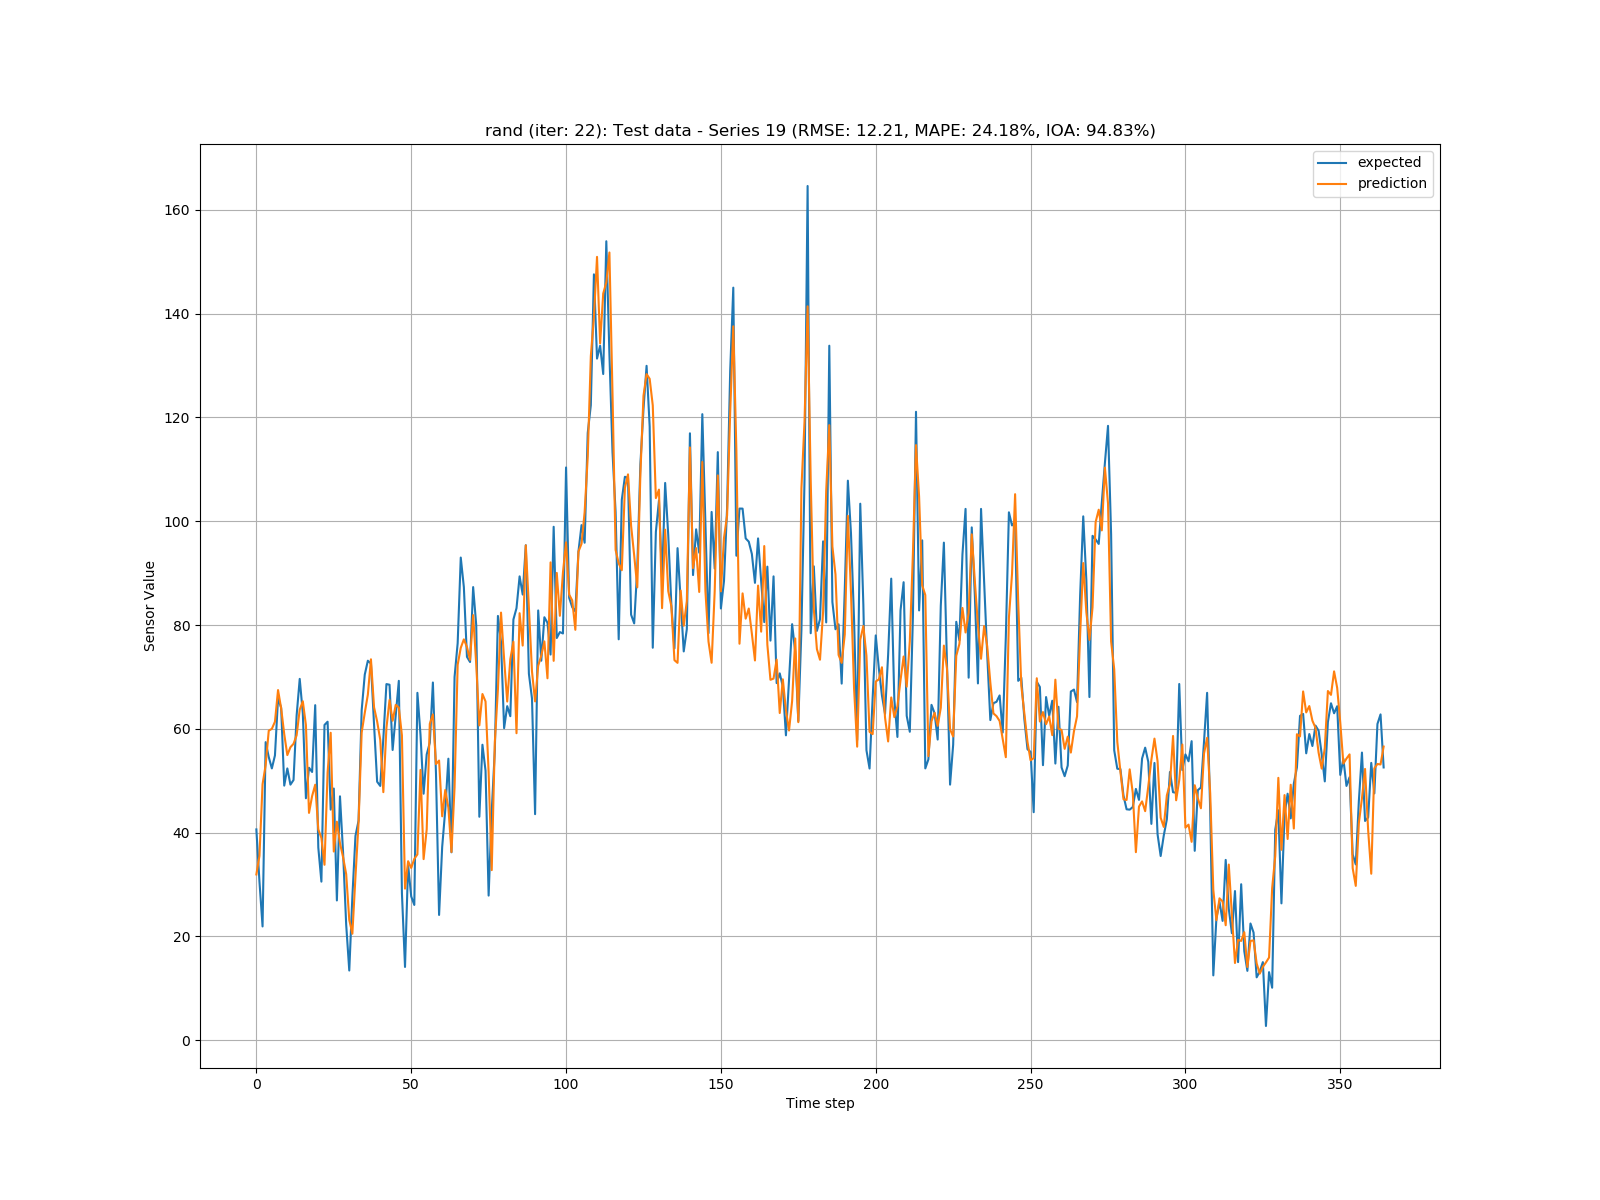 rand (iter: 22): Test data - Series 19 (RMSE: 12.21, MAPE: 24.18%, IOA: 94.83%)
expected
prediction
160
140
120
100
80
60
40
20
0
Sensor Value
0 50 100 150 200 250 300 350
Time step